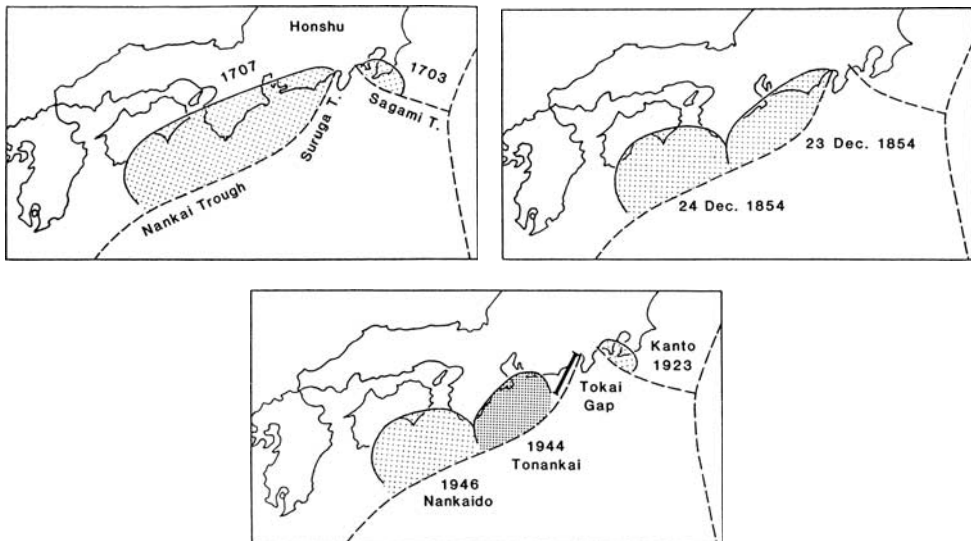 Honshu
1707
1703
Sagami T.
Suruga T.
Nankai Trough
23 Dec. 1854
24 Dec. 1854
Kanto
1923
Tokai
Gap
1944
Tonankai
1946
Nankaido